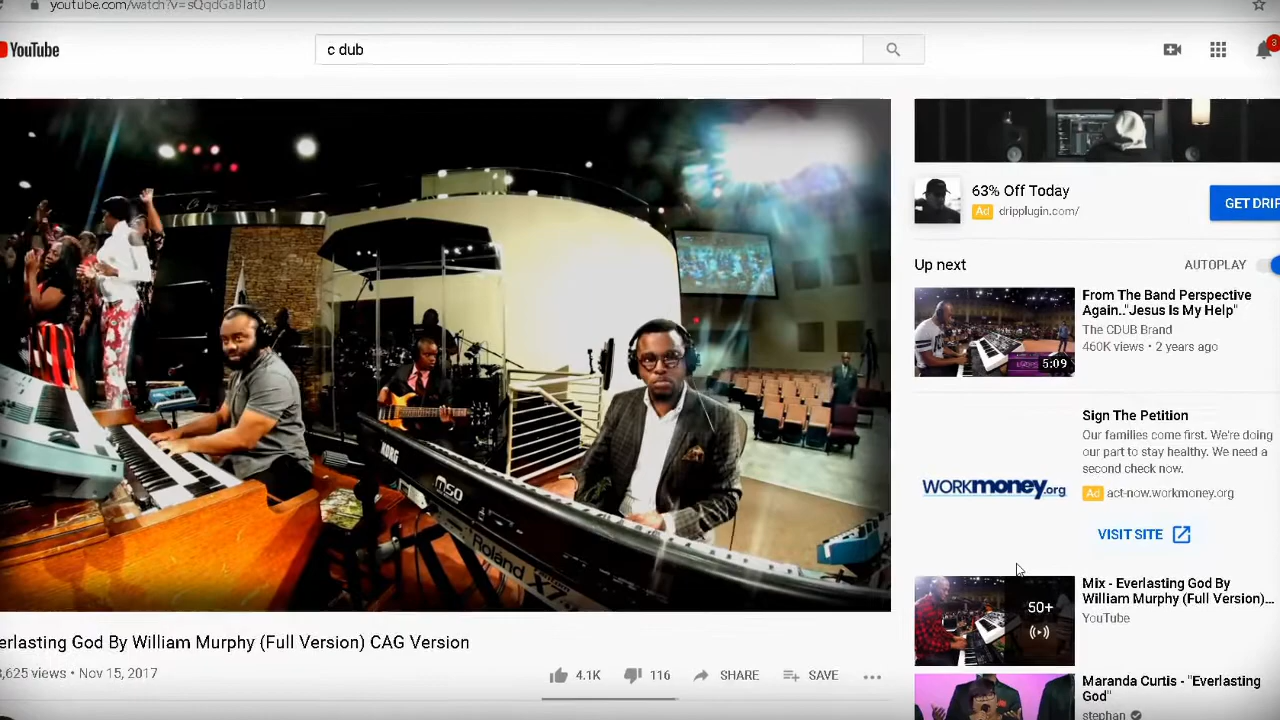 youtube.com/watch?v=sQqdGaBTat0
YouTube
c dub
3
63% Off Today
Ad dripplugin.com/
GET DRIP
Up next
AUTOPLAY
From The Band Perspective
Again.."Jesus Is My Help"
The CDUB Brand
460K views • 2 years ago
5:09
Sign The Petition
Our families come first. We're doing
our part to stay healthy. We need a
second check now.
WORKmoney.org
Ad act-now.workmoney.org
VISIT SITE
KORG
m50
Roland
50+
Mix - Everlasting God By
William Murphy (Full Version)...
YouTube
erlasting God By William Murphy (Full Version) CAG Version
,625 views • Nov 15, 2017
4.1K
116
SHARE
SAVE
Maranda Curtis - "Everlasting
God"
stephan